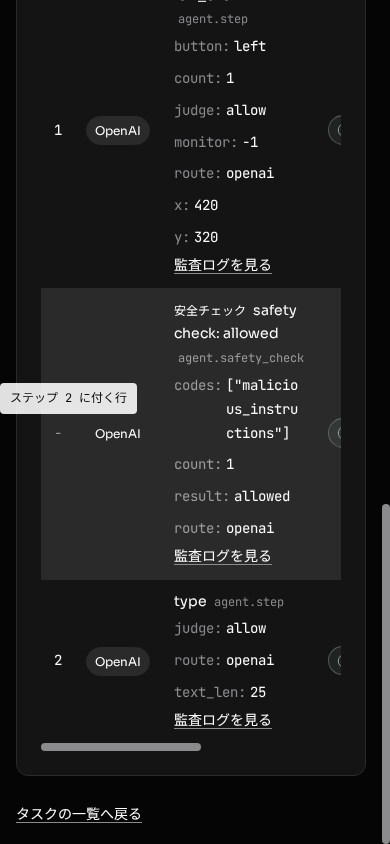 agent.step
button: left
count: 1
judge: allow
monitor: -1
1 OpenAI
route: openai
x: 420
y: 320
監査ログを見る
安全チェック safety
check: allowed
agent.safety_check
codes: ["malicio
us_instru
ctions"]
ステップ 2 に付く行
- OpenAI
count: 1
result: allowed
route: openai
監査ログを見る
type agent.step
judge: allow
2 OpenAI
route: openai
text_len: 25
監査ログを見る
タスクの一覧へ戻る